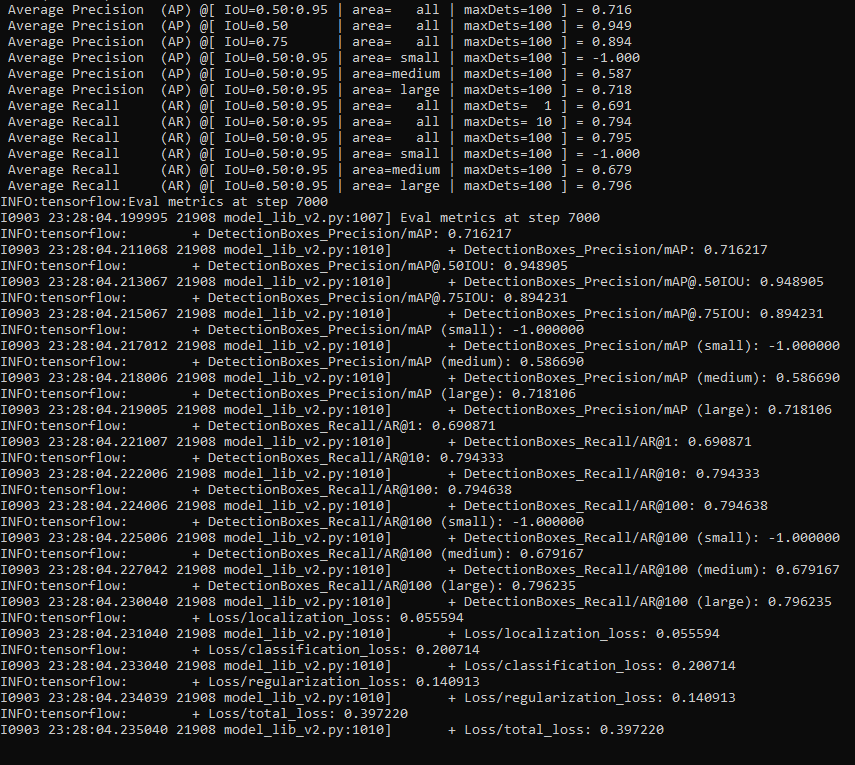 Average Precision  (AP) @[ IoU=0.50:0.95 | area=   all | maxDets=100 ] = 0.716
Average Precision  (AP) @[ IoU=0.50      | area=   all | maxDets=100 ] = 0.949
Average Precision  (AP) @[ IoU=0.75      | area=   all | maxDets=100 ] = 0.894
Average Precision  (AP) @[ IoU=0.50:0.95 | area= small | maxDets=100 ] = -1.000
Average Precision  (AP) @[ IoU=0.50:0.95 | area=medium | maxDets=100 ] = 0.587
Average Precision  (AP) @[ IoU=0.50:0.95 | area= large | maxDets=100 ] = 0.718
Average Recall     (AR) @[ IoU=0.50:0.95 | area=   all | maxDets=  1 ] = 0.691
Average Recall     (AR) @[ IoU=0.50:0.95 | area=   all | maxDets= 10 ] = 0.794
Average Recall     (AR) @[ IoU=0.50:0.95 | area=   all | maxDets=100 ] = 0.795
Average Recall     (AR) @[ IoU=0.50:0.95 | area= small | maxDets=100 ] = -1.000
Average Recall     (AR) @[ IoU=0.50:0.95 | area=medium | maxDets=100 ] = 0.679
Average Recall     (AR) @[ IoU=0.50:0.95 | area= large | maxDets=100 ] = 0.796
INFO:tensorflow:Eval metrics at step 7000
I0903 23:28:04.199995 21908 model_lib_v2.py:1007] Eval metrics at step 7000
INFO:tensorflow:        + DetectionBoxes_Precision/mAP: 0.716217
I0903 23:28:04.211068 21908 model_lib_v2.py:1010]       + DetectionBoxes_Precision/mAP: 0.716217
INFO:tensorflow:        + DetectionBoxes_Precision/mAP@.50IOU: 0.948905
I0903 23:28:04.213067 21908 model_lib_v2.py:1010]       + DetectionBoxes_Precision/mAP@.50IOU: 0.948905
INFO:tensorflow:        + DetectionBoxes_Precision/mAP@.75IOU: 0.894231
I0903 23:28:04.215067 21908 model_lib_v2.py:1010]       + DetectionBoxes_Precision/mAP@.75IOU: 0.894231
INFO:tensorflow:        + DetectionBoxes_Precision/mAP (small): -1.000000
I0903 23:28:04.217012 21908 model_lib_v2.py:1010]       + DetectionBoxes_Precision/mAP (small): -1.000000
INFO:tensorflow:        + DetectionBoxes_Precision/mAP (medium): 0.586690
I0903 23:28:04.218006 21908 model_lib_v2.py:1010]       + DetectionBoxes_Precision/mAP (medium): 0.586690
INFO:tensorflow:        + DetectionBoxes_Precision/mAP (large): 0.718106
I0903 23:28:04.219005 21908 model_lib_v2.py:1010]       + DetectionBoxes_Precision/mAP (large): 0.718106
INFO:tensorflow:        + DetectionBoxes_Recall/AR@1: 0.690871
I0903 23:28:04.221007 21908 model_lib_v2.py:1010]       + DetectionBoxes_Recall/AR@1: 0.690871
INFO:tensorflow:        + DetectionBoxes_Recall/AR@10: 0.794333
I0903 23:28:04.222006 21908 model_lib_v2.py:1010]       + DetectionBoxes_Recall/AR@10: 0.794333
INFO:tensorflow:        + DetectionBoxes_Recall/AR@100: 0.794638
I0903 23:28:04.224006 21908 model_lib_v2.py:1010]       + DetectionBoxes_Recall/AR@100: 0.794638
INFO:tensorflow:        + DetectionBoxes_Recall/AR@100 (small): -1.000000
I0903 23:28:04.225006 21908 model_lib_v2.py:1010]       + DetectionBoxes_Recall/AR@100 (small): -1.000000
INFO:tensorflow:        + DetectionBoxes_Recall/AR@100 (medium): 0.679167
I0903 23:28:04.227042 21908 model_lib_v2.py:1010]       + DetectionBoxes_Recall/AR@100 (medium): 0.679167
INFO:tensorflow:        + DetectionBoxes_Recall/AR@100 (large): 0.796235
I0903 23:28:04.230040 21908 model_lib_v2.py:1010]       + DetectionBoxes_Recall/AR@100 (large): 0.796235
INFO:tensorflow:        + Loss/localization_loss: 0.055594
I0903 23:28:04.231040 21908 model_lib_v2.py:1010]       + Loss/localization_loss: 0.055594
INFO:tensorflow:        + Loss/classification_loss: 0.200714
I0903 23:28:04.233040 21908 model_lib_v2.py:1010]       + Loss/classification_loss: 0.200714
INFO:tensorflow:        + Loss/regularization_loss: 0.140913
I0903 23:28:04.234039 21908 model_lib_v2.py:1010]       + Loss/regularization_loss: 0.140913
INFO:tensorflow:        + Loss/total_loss: 0.397220
I0903 23:28:04.235040 21908 model_lib_v2.py:1010]       + Loss/total_loss: 0.397220